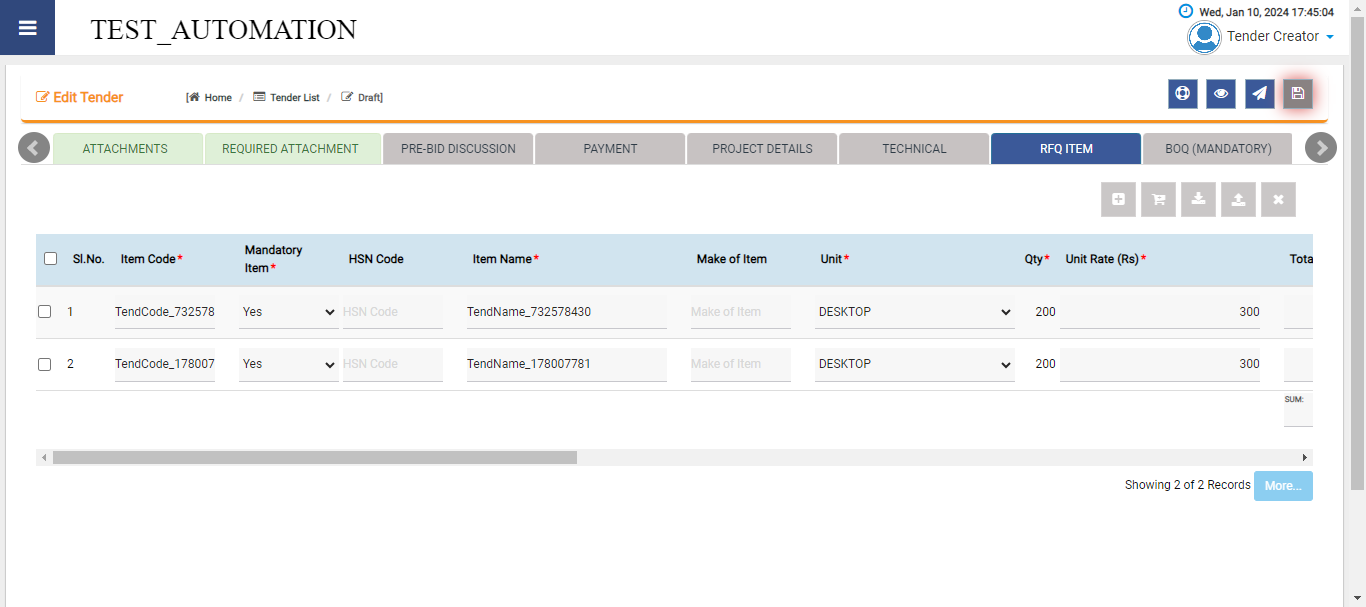 TEST_AUTOMATION
Wed, Jan 10, 2024 17:45:04
Tender Creator
Edit Tender
[Home / Tender List / Draft]
ATTACHMENTS REQUIRED ATTACHMENT PRE-BID DISCUSSION PAYMENT PROJECT DETAILS TECHNICAL RFQ ITEM BOQ (MANDATORY)
Sl.No. Item Code* Mandatory Item* HSN Code Item Name* Make of Item Unit* Qty* Unit Rate (Rs)* Tota
1 TendCode_732578 Yes HSN Code TendName_732578430 Make of Item DESKTOP 200 300
2 TendCode_178007 Yes HSN Code TendName_178007781 Make of Item DESKTOP 200 300
SUM:
Showing 2 of 2 Records More...